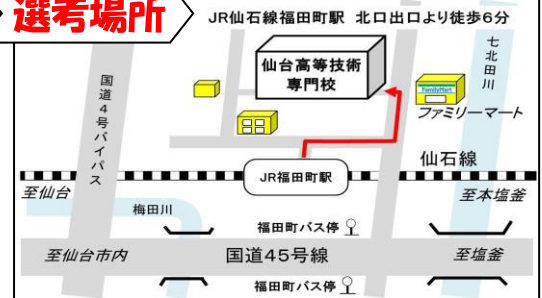 選考場所
JR仙石線福田町駅 北口出口より徒歩6分
仙台高等技術
専門校
七北田川
国道4号バイパス
FamilyMart
ファミリーマート
仙石線
JR福田町駅
至仙台
至本塩釜
梅田川
福田町バス停
至仙台市内
国道45号線
至塩釜
福田町バス停